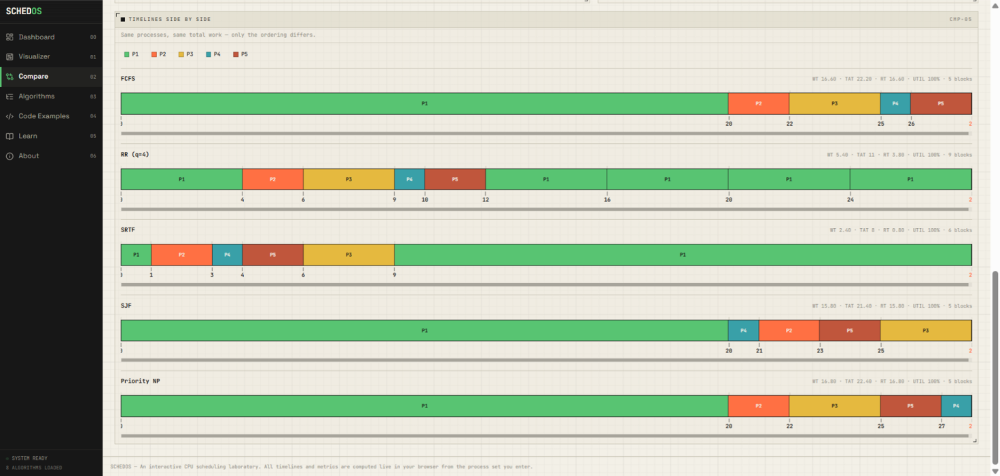 SCHEDOS
Dashboard 00
Visualizer 01
Compare 02
Algorithms 03
Code Examples 04
Learn 05
About 06
SYSTEM READY
8 ALGORITHMS LOADED
TIMELINES SIDE BY SIDE CMP-05
Same processes, same total work — only the ordering differs.
P1 P2 P3 P4 P5
FCFS WT 16.60 · TAT 22.20 · RT 16.60 · UTIL 100% · 5 blocks
P1 P2 P3 P4 P5
20 22 25 26 2
RR (q=4) WT 5.40 · TAT 11 · RT 3.80 · UTIL 100% · 9 blocks
P1 P2 P3 P4 P5 P1 P1 P1 P1
4 6 9 10 12 16 20 24 2
SRTF WT 2.40 · TAT 8 · RT 0.80 · UTIL 100% · 6 blocks
P1 P2 P4 P5 P3 P1
1 3 4 6 9 2
SJF WT 15.80 · TAT 21.40 · RT 15.80 · UTIL 100% · 5 blocks
P1 P4 P2 P5 P3
20 21 23 25 2
Priority NP WT 16.80 · TAT 22.40 · RT 16.80 · UTIL 100% · 5 blocks
P1 P2 P3 P5 P4
20 22 25 27 2
SCHEDOS — An interactive CPU scheduling laboratory. All timelines and metrics are computed live in your browser from the process set you enter.